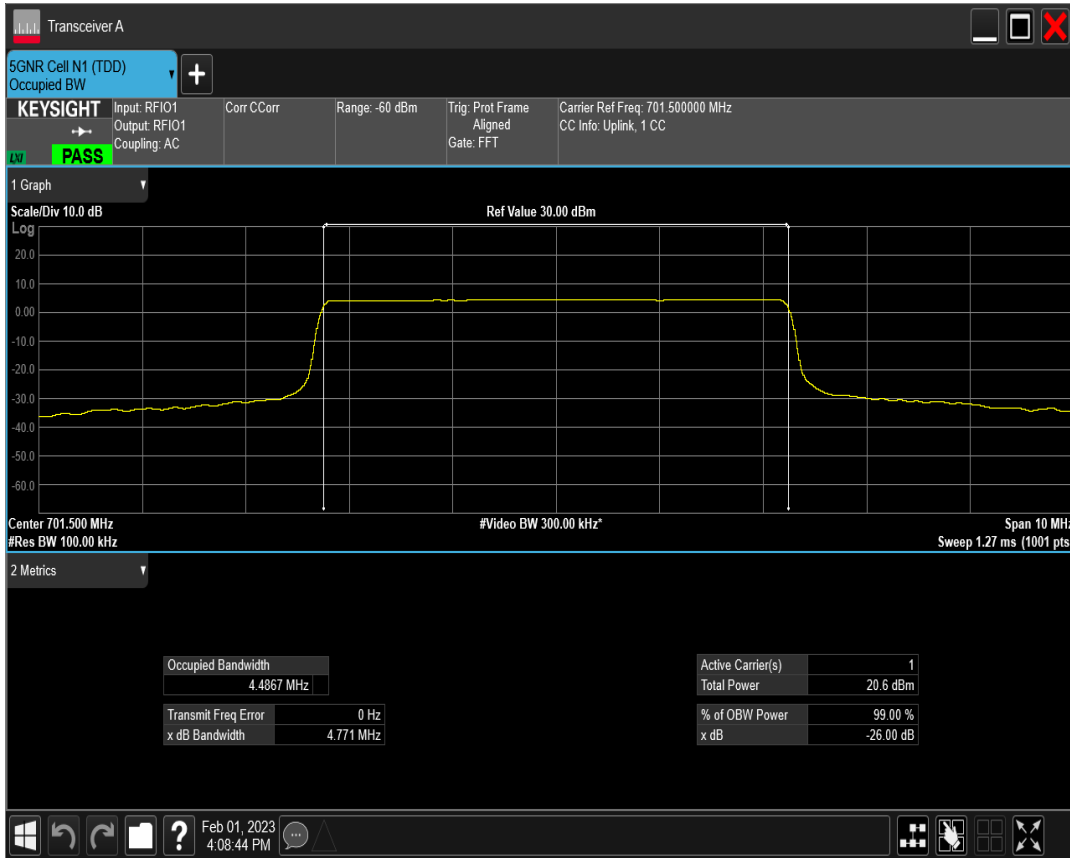 Transceiver A
5GNR Cell N1 (TDD)
Occupied BW
+
KEYSIGHT
LXI
PASS
Input: RFIO1
Output: RFIO1
Coupling: AC
Corr CCorr
Range: -60 dBm
Trig: Prot Frame
Aligned
Gate: FFT
Carrier Ref Freq: 701.500000 MHz
CC Info: Uplink, 1 CC
1 Graph
Scale/Div 10.0 dB
Ref Value 30.00 dBm
Log
20.0
10.0
0.00
-10.0
-20.0
-30.0
-40.0
-50.0
-60.0
Center 701.500 MHz
#Video BW 300.00 kHz*
Span 10 MHz
#Res BW 100.00 kHz
Sweep 1.27 ms (1001 pts
2 Metrics
Occupied Bandwidth
4.4867 MHz
Transmit Freq Error 0 Hz
x dB Bandwidth 4.771 MHz
Active Carrier(s) 1
Total Power 20.6 dBm
% of OBW Power 99.00 %
x dB -26.00 dB
?
Feb 01, 2023
4:08:44 PM